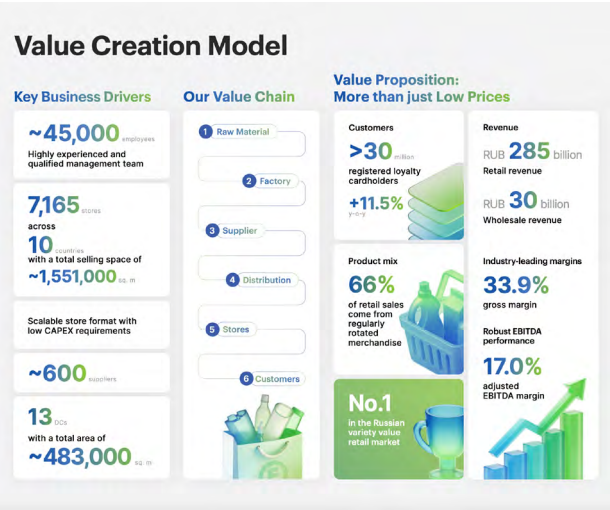 Value Creation Model
Key Business Drivers
~45,000 employees
Highly experienced and
qualified management team
7,165 stores
across
10 countries
with a total selling space of
~1,551,000 sq. m
Scalable store format with
low CAPEX requirements
~600 suppliers
13 DCs
with a total area of
~483,000 sq. m
Our Value Chain
1 Raw Material
2 Factory
3 Supplier
4 Distribution
5 Stores
6 Customers
Value Proposition:
More than just Low Prices
Customers
>30 million
registered loyalty
cardholders
+11.5%
y-o-y
Product mix
66%
of retail sales
come from
regularly
rotated
merchandise
No.1
in the Russian
variety value
retail market
Revenue
RUB 285 billion
Retail revenue
RUB 30 billion
Wholesale revenue
Industry-leading margins
33.9%
gross margin
Robust EBITDA
performance
17.0%
adjusted
EBITDA margin